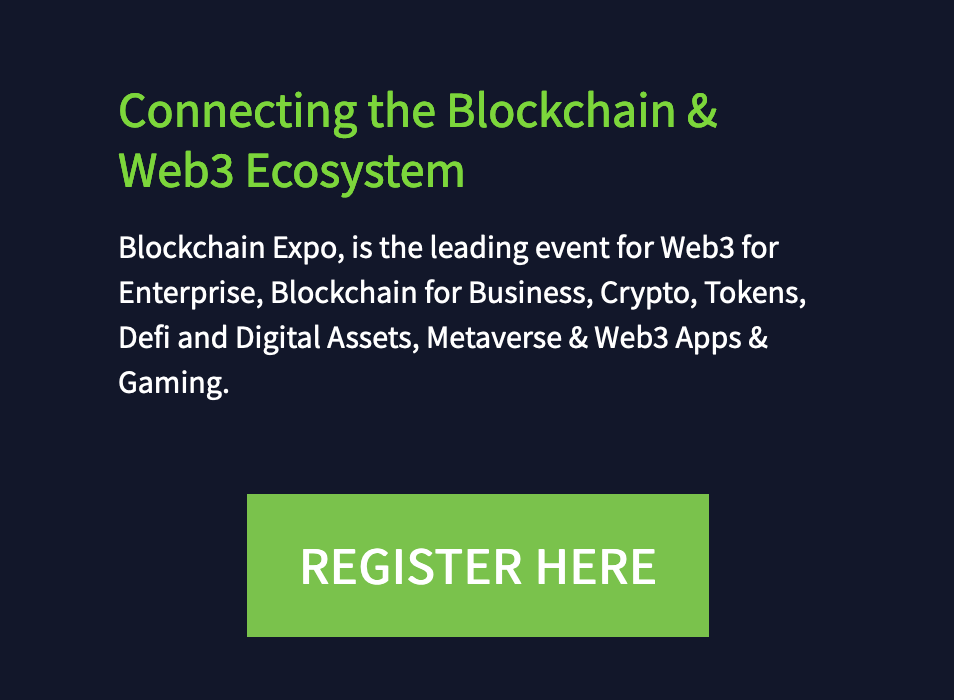 Connecting the Blockchain &
Web3 Ecosystem
Blockchain Expo, is the leading event for Web3 for
Enterprise, Blockchain for Business, Crypto, Tokens,
Defi and Digital Assets, Metaverse & Web3 Apps &
Gaming.
REGISTER HERE